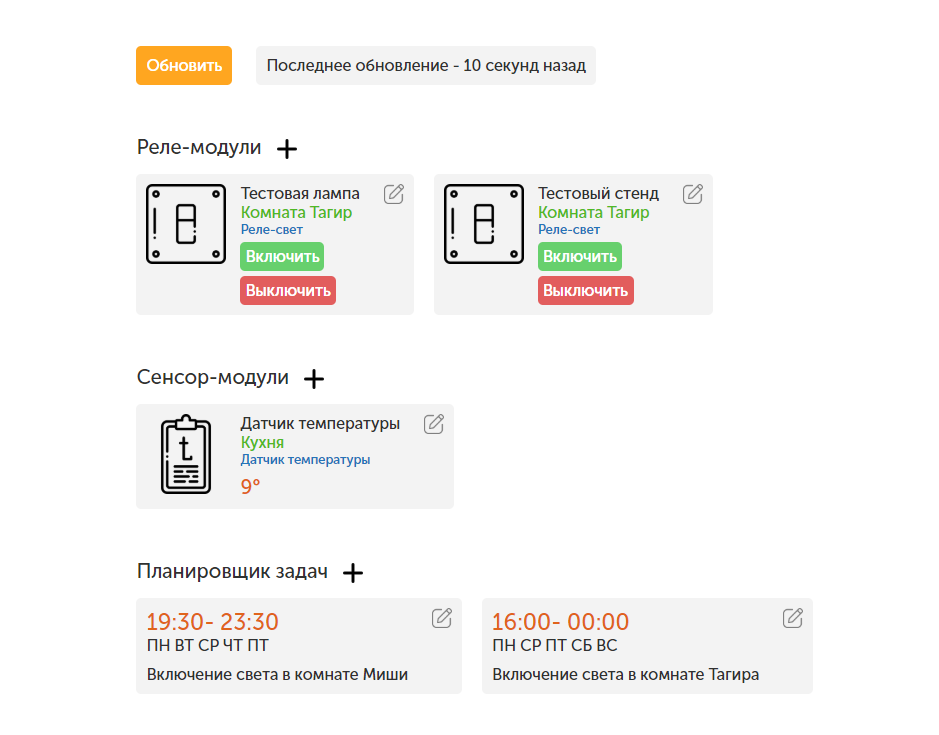 Обновить
Последнее обновление - 10 секунд назад
Реле-модули
Тестовая лампа
Комната Тагир
Реле-свет
Включить
Выключить
Тестовый стенд
Комната Тагир
Реле-свет
Включить
Выключить
Сенсор-модули
Датчик температуры
Кухня
Датчик температуры
9°
Планировщик задач
19:30- 23:30
ПН ВТ СР ЧТ ПТ
Включение света в комнате Миши
16:00- 00:00
ПН СР ПТ СБ ВС
Включение света в комнате Тагира